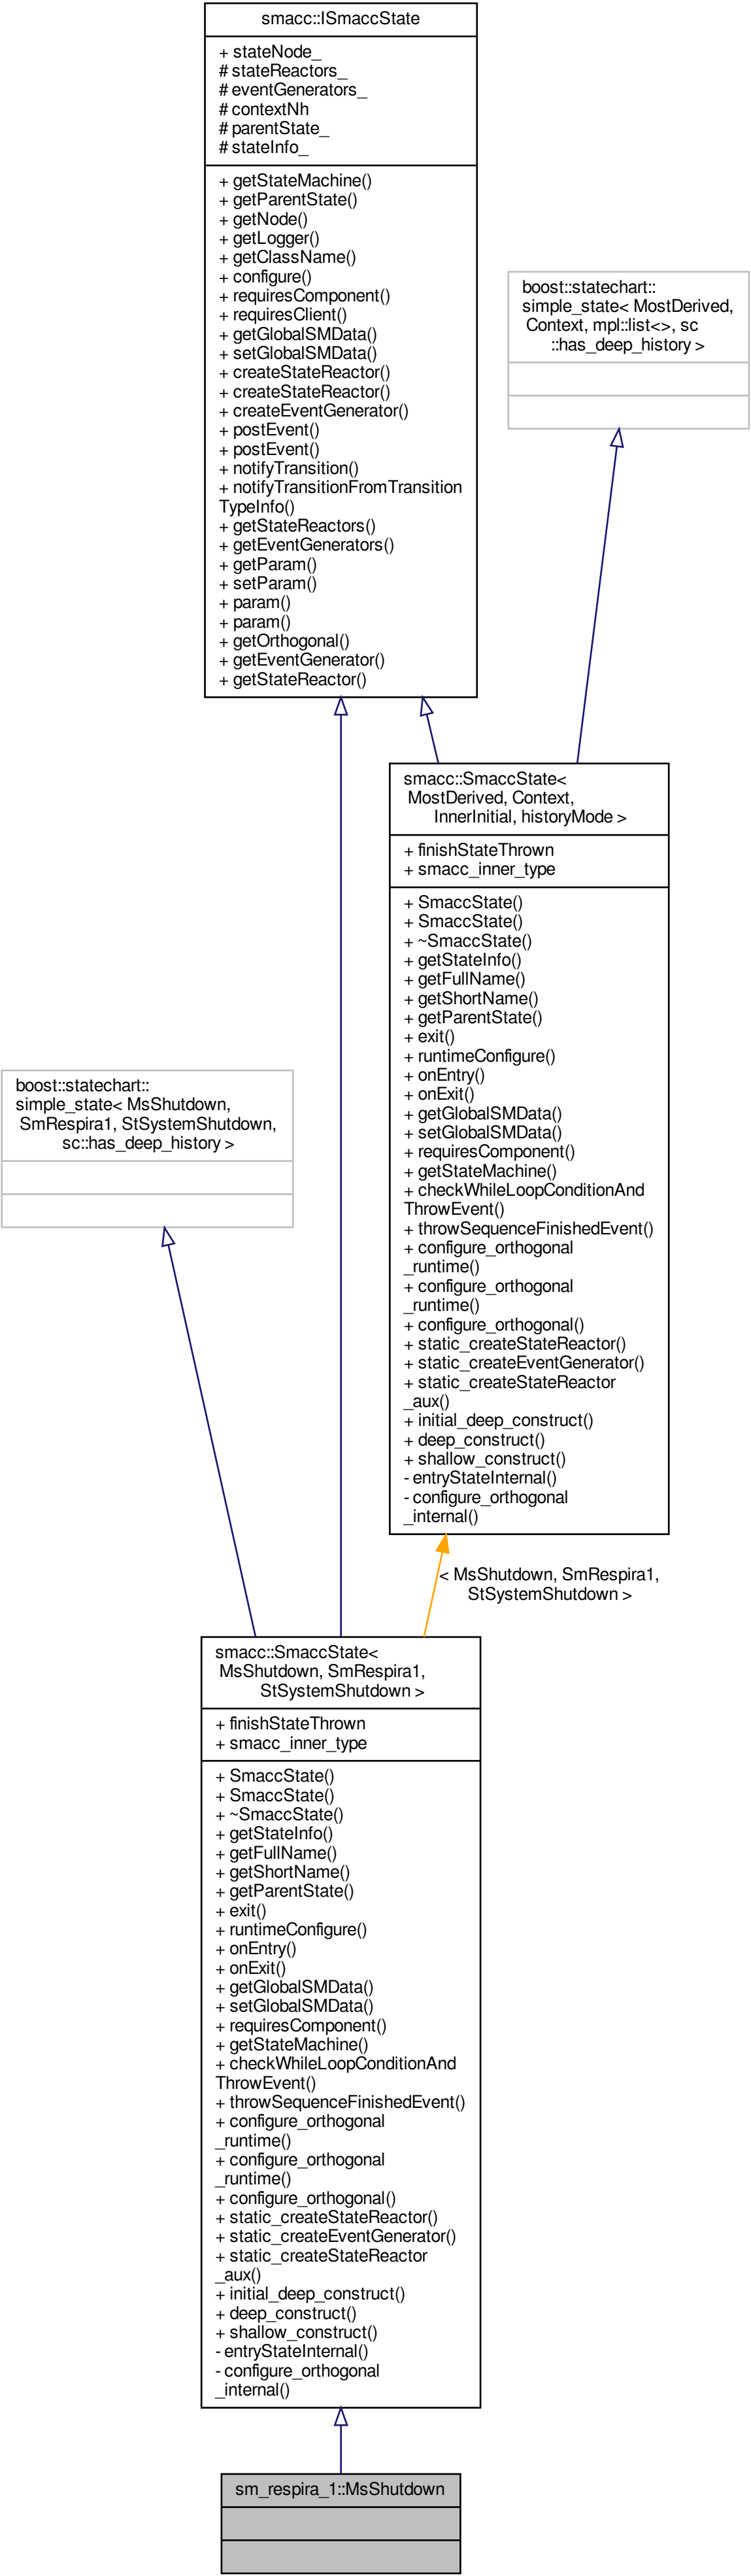 smacc::ISmaccState
+ stateNode_
# stateReactors_
# eventGenerators_
# contextNh
# parentState_
# stateInfo_
+ getStateMachine()
+ getParentState()
+ getNode()
+ getLogger()
+ getClassName()
+ configure()
+ requiresComponent()
+ requiresClient()
+ getGlobalSMData()
+ setGlobalSMData()
+ createStateReactor()
+ createStateReactor()
+ createEventGenerator()
+ postEvent()
+ postEvent()
+ notifyTransition()
+ notifyTransitionFromTransition
TypeInfo()
+ getStateReactors()
+ getEventGenerators()
+ getParam()
+ setParam()
+ param()
+ param()
+ getOrthogonal()
+ getEventGenerator()
+ getStateReactor()
boost::statechart::
simple_state< MostDerived,
Context, mpl::list<>, sc
::has_deep_history >
smacc::SmaccState<
MostDerived, Context,
InnerInitial, historyMode >
+ finishStateThrown
+ smacc_inner_type
+ SmaccState()
+ SmaccState()
+ ~SmaccState()
+ getStateInfo()
+ getFullName()
+ getShortName()
+ getParentState()
+ exit()
+ runtimeConfigure()
+ onEntry()
+ onExit()
+ getGlobalSMData()
+ setGlobalSMData()
+ requiresComponent()
+ getStateMachine()
+ checkWhileLoopConditionAnd
ThrowEvent()
+ throwSequenceFinishedEvent()
+ configure_orthogonal
_runtime()
+ configure_orthogonal
_runtime()
+ configure_orthogonal()
+ static_createStateReactor()
+ static_createEventGenerator()
+ static_createStateReactor
_aux()
+ initial_deep_construct()
+ deep_construct()
+ shallow_construct()
- entryStateInternal()
- configure_orthogonal
_internal()
boost::statechart::
simple_state< MsShutdown,
SmRespira1, StSystemShutdown,
sc::has_deep_history >
< MsShutdown, SmRespira1,
StSystemShutdown >
smacc::SmaccState<
MsShutdown, SmRespira1,
StSystemShutdown >
+ finishStateThrown
+ smacc_inner_type
+ SmaccState()
+ SmaccState()
+ ~SmaccState()
+ getStateInfo()
+ getFullName()
+ getShortName()
+ getParentState()
+ exit()
+ runtimeConfigure()
+ onEntry()
+ onExit()
+ getGlobalSMData()
+ setGlobalSMData()
+ requiresComponent()
+ getStateMachine()
+ checkWhileLoopConditionAnd
ThrowEvent()
+ throwSequenceFinishedEvent()
+ configure_orthogonal
_runtime()
+ configure_orthogonal
_runtime()
+ configure_orthogonal()
+ static_createStateReactor()
+ static_createEventGenerator()
+ static_createStateReactor
_aux()
+ initial_deep_construct()
+ deep_construct()
+ shallow_construct()
- entryStateInternal()
- configure_orthogonal
_internal()
sm_respira_1::MsShutdown